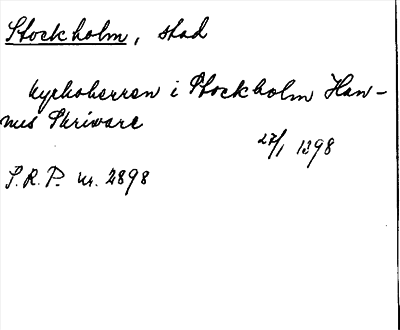 Stockholm, stad
kyrkoherren i Stockholm Han-
nus Skrivare
27/1 1398
S.R.P. nr. 2898